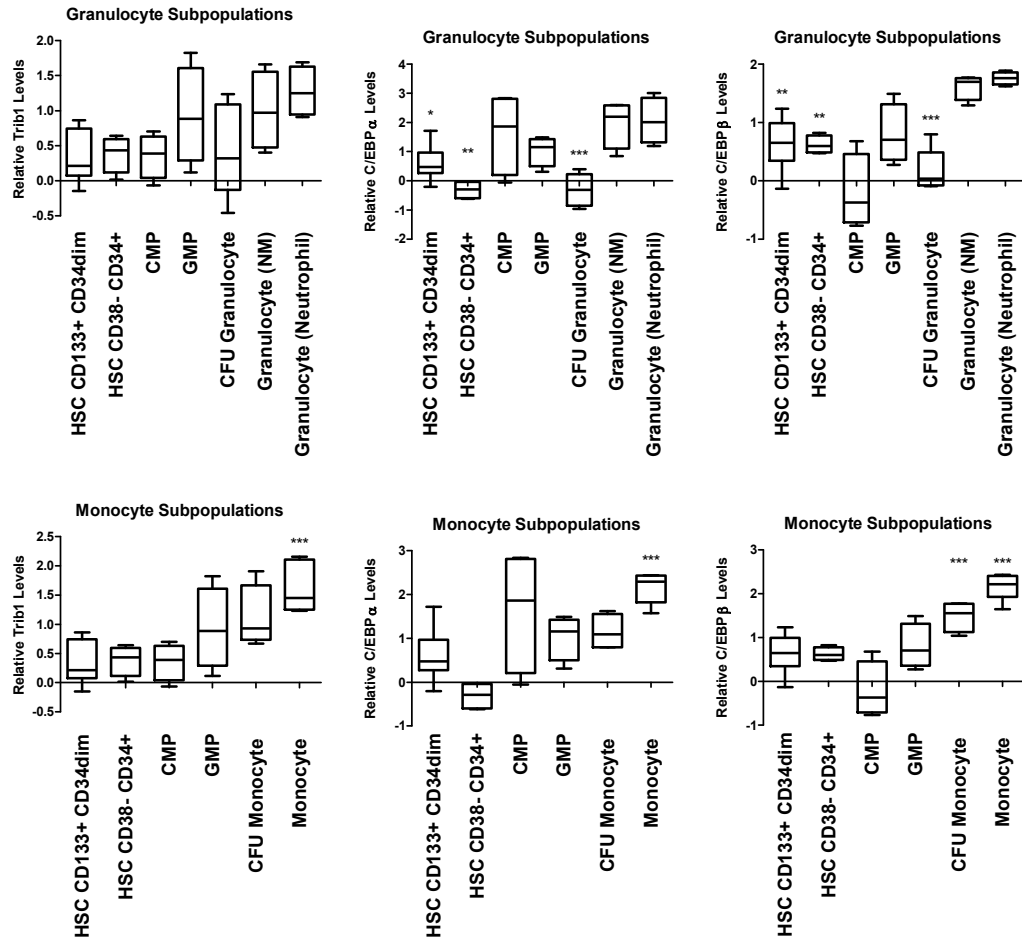 Granulocyte Subpopulations
Relative Trib1 Levels
2.0
1.5
1.0
0.5
0.0
-0.5
HSC CD133+ CD34dim
HSC CD38- CD34+
CMP
GMP
CFU Granulocyte
Granulocyte (NM)
Granulocyte (Neutrophil)
Granulocyte Subpopulations
Relative C/EBPα Levels
4
3
2
1
0
-1
-2
*
**
***
HSC CD133+ CD34dim
HSC CD38- CD34+
CMP
GMP
CFU Granulocyte
Granulocyte (NM)
Granulocyte (Neutrophil)
Granulocyte Subpopulations
Relative C/EBPβ Levels
2
1
0
-1
**
**
***
HSC CD133+ CD34dim
HSC CD38- CD34+
CMP
GMP
CFU Granulocyte
Granulocyte (NM)
Granulocyte (Neutrophil)
Monocyte Subpopulations
Relative Trib1 Levels
2.5
2.0
1.5
1.0
0.5
0.0
-0.5
***
HSC CD133+ CD34dim
HSC CD38- CD34+
CMP
GMP
CFU Monocyte
Monocyte
Monocyte Subpopulations
Relative C/EBPα Levels
3
2
1
0
-1
***
HSC CD133+ CD34dim
HSC CD38- CD34+
CMP
GMP
CFU Monocyte
Monocyte
Monocyte Subpopulations
Relative C/EBPβ Levels
3
2
1
0
-1
***
***
HSC CD133+ CD34dim
HSC CD38- CD34+
CMP
GMP
CFU Monocyte
Monocyte